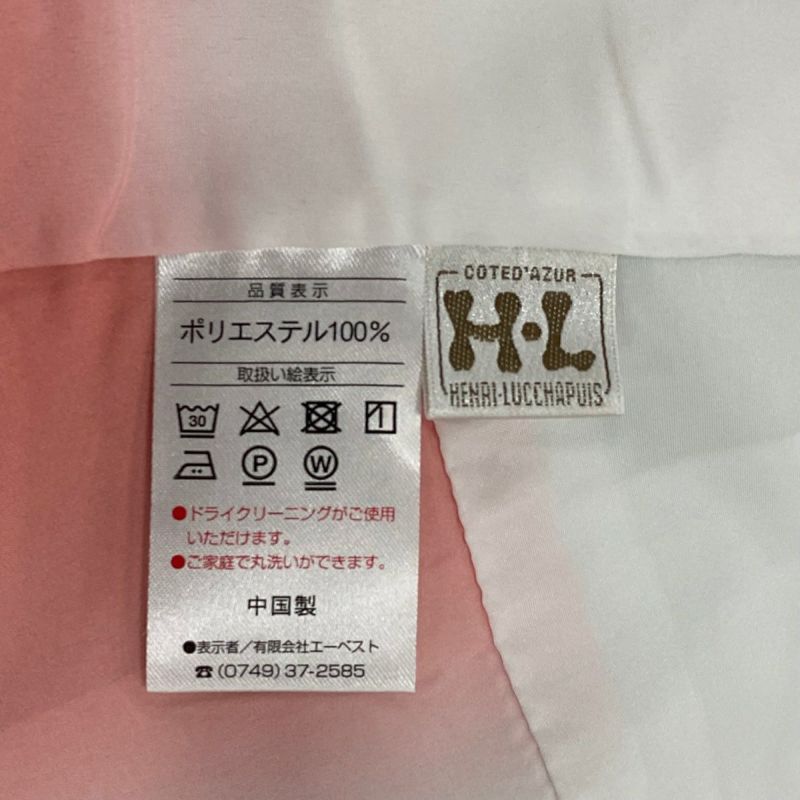 品質表示
ポリエステル100%
取扱い絵表示
30
P W
●ドライクリーニングがご使用
いただけます。
●ご家庭で丸洗いができます。
中国製
●表示者/有限会社エーベスト
☎(0749)37-2585
COTED'AZUR
H·L
HENRI-LUCCHAPUIS